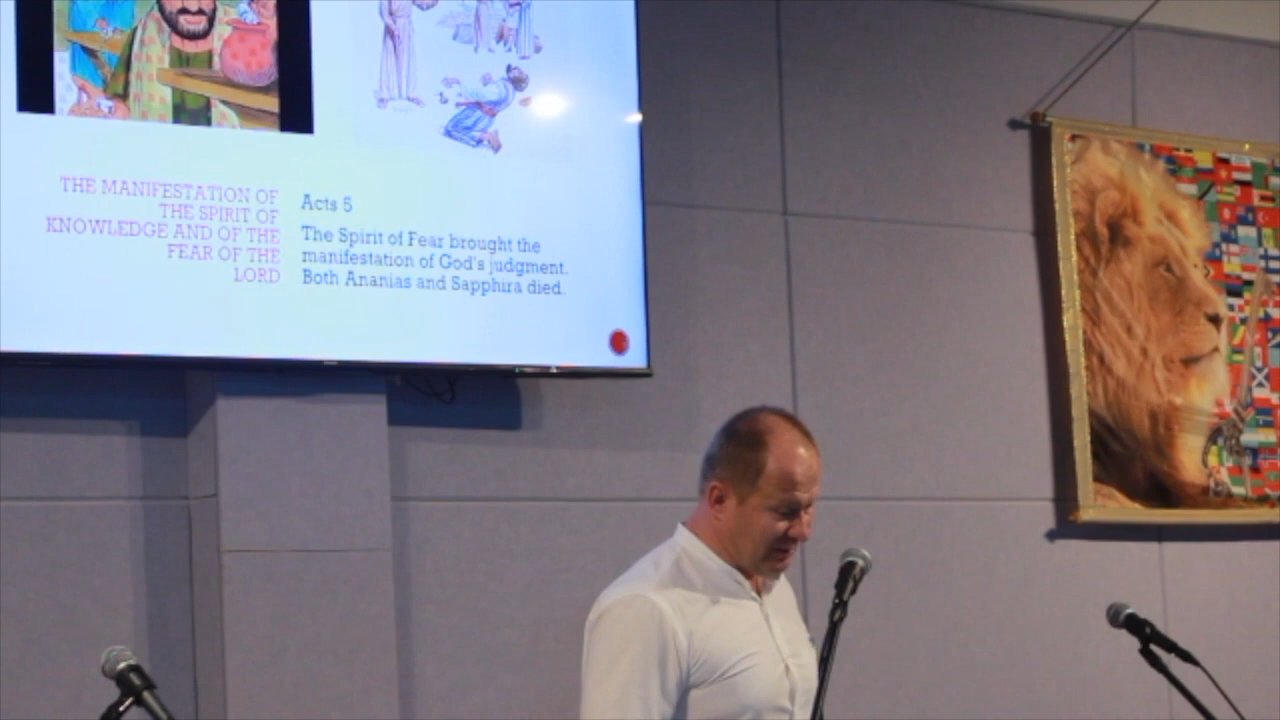 THE MANIFESTATION OF
THE SPIRIT OF
KNOWLEDGE AND OF THE
FEAR OF THE
LORD
Acts 5
The Spirit of Fear brought the
manifestation of God's judgment.
Both Ananias and Sapphira died.